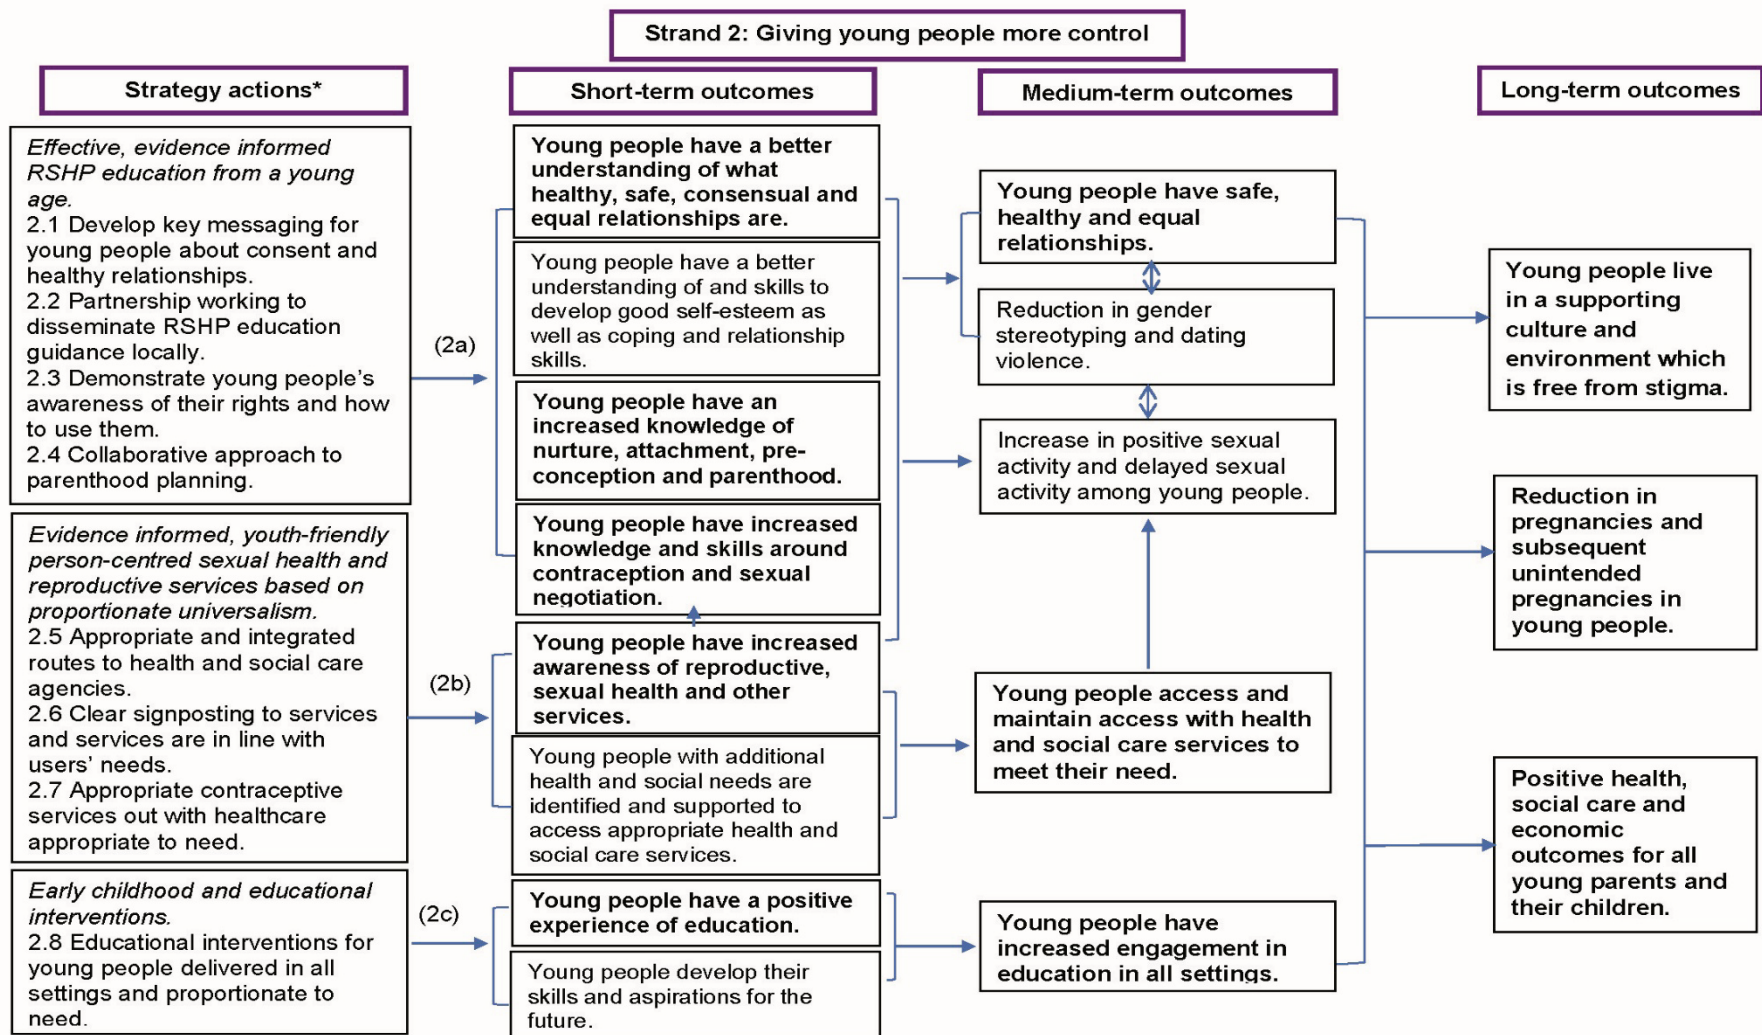 Strand 2: Giving young people more control
Strategy actions*
Short-term outcomes
Medium-term outcomes
Long-term outcomes
Effective, evidence informed
RSHP education from a young
age.
2.1 Develop key messaging for
young people about consent and
healthy relationships.
2.2 Partnership working to
disseminate RSHP education
guidance locally.
2.3 Demonstrate young people’s
awareness of their rights and how
to use them.
2.4 Collaborative approach to
parenthood planning.
Evidence informed, youth-friendly
person-centred sexual health and
reproductive services based on
proportionate universalism.
2.5 Appropriate and integrated
routes to health and social care
agencies.
2.6 Clear signposting to services
and services are in line with
users’ needs.
2.7 Appropriate contraceptive
services out with healthcare
appropriate to need.
Early childhood and educational
interventions.
2.8 Educational interventions for
young people delivered in all
settings and proportionate to
need.
(2a)
(2b)
(2c)
Young people have a better
understanding of what
healthy, safe, consensual and
equal relationships are.
Young people have a better
understanding of and skills to
develop good self-esteem as
well as coping and relationship
skills.
Young people have an
increased knowledge of
nurture, attachment, pre-
conception and parenthood.
Young people have increased
knowledge and skills around
contraception and sexual
negotiation.
Young people have increased
awareness of reproductive,
sexual health and other
services.
Young people with additional
health and social needs are
identified and supported to
access appropriate health and
social care services.
Young people have a positive
experience of education.
Young people develop their
skills and aspirations for the
future.
Young people have safe,
healthy and equal
relationships.
Reduction in gender
stereotyping and dating
violence.
Increase in positive sexual
activity and delayed sexual
activity among young people.
Young people access and
maintain access with health
and social care services to
meet their need.
Young people have
increased engagement in
education in all settings.
Young people live
in a supporting
culture and
environment which
is free from stigma.
Reduction in
pregnancies and
subsequent
unintended
pregnancies in
young people.
Positive health,
social care and
economic
outcomes for all
young parents and
their children.